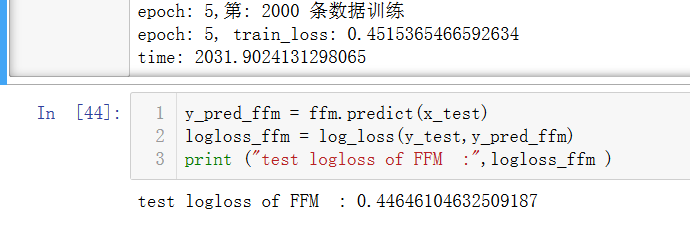 epoch: 5,第: 2000 条数据训练
epoch: 5, train_loss: 0.4515365466592634
time: 2031.9024131298065
In [44]:
1 y_pred_ffm = ffm.predict(x_test)
2 logloss_ffm = log_loss(y_test,y_pred_ffm)
3 print ("test logloss of FFM  :",logloss_ffm )
test logloss of FFM  : 0.44646104632509187